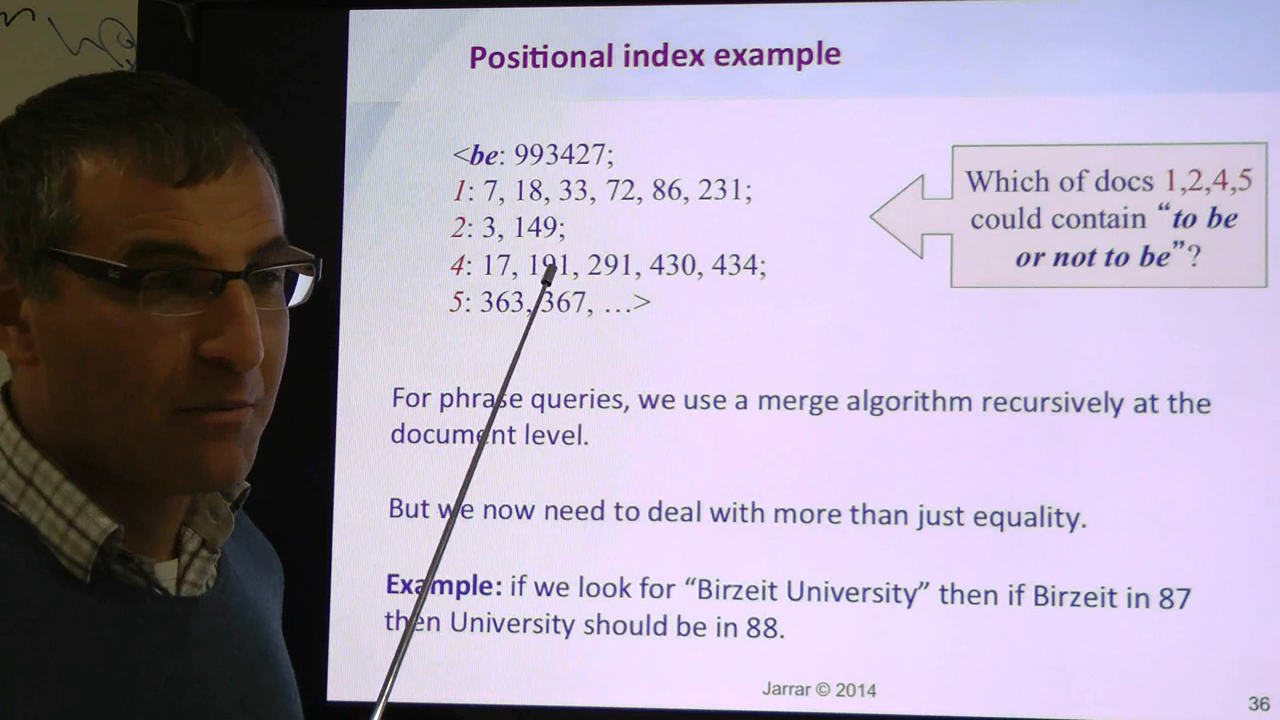 Positional index example
<be: 993427;
1: 7, 18, 33, 72, 86, 231;
2: 3, 149;
4: 17, 191, 291, 430, 434;
5: 363, 367, …>
Which of docs 1,2,4,5
could contain “to be
or not to be”?
For phrase queries, we use a merge algorithm recursively at the
document level.
But we now need to deal with more than just equality.
Example: if we look for “Birzeit University” then if Birzeit in 87
then University should be in 88.
Jarrar © 2014
36